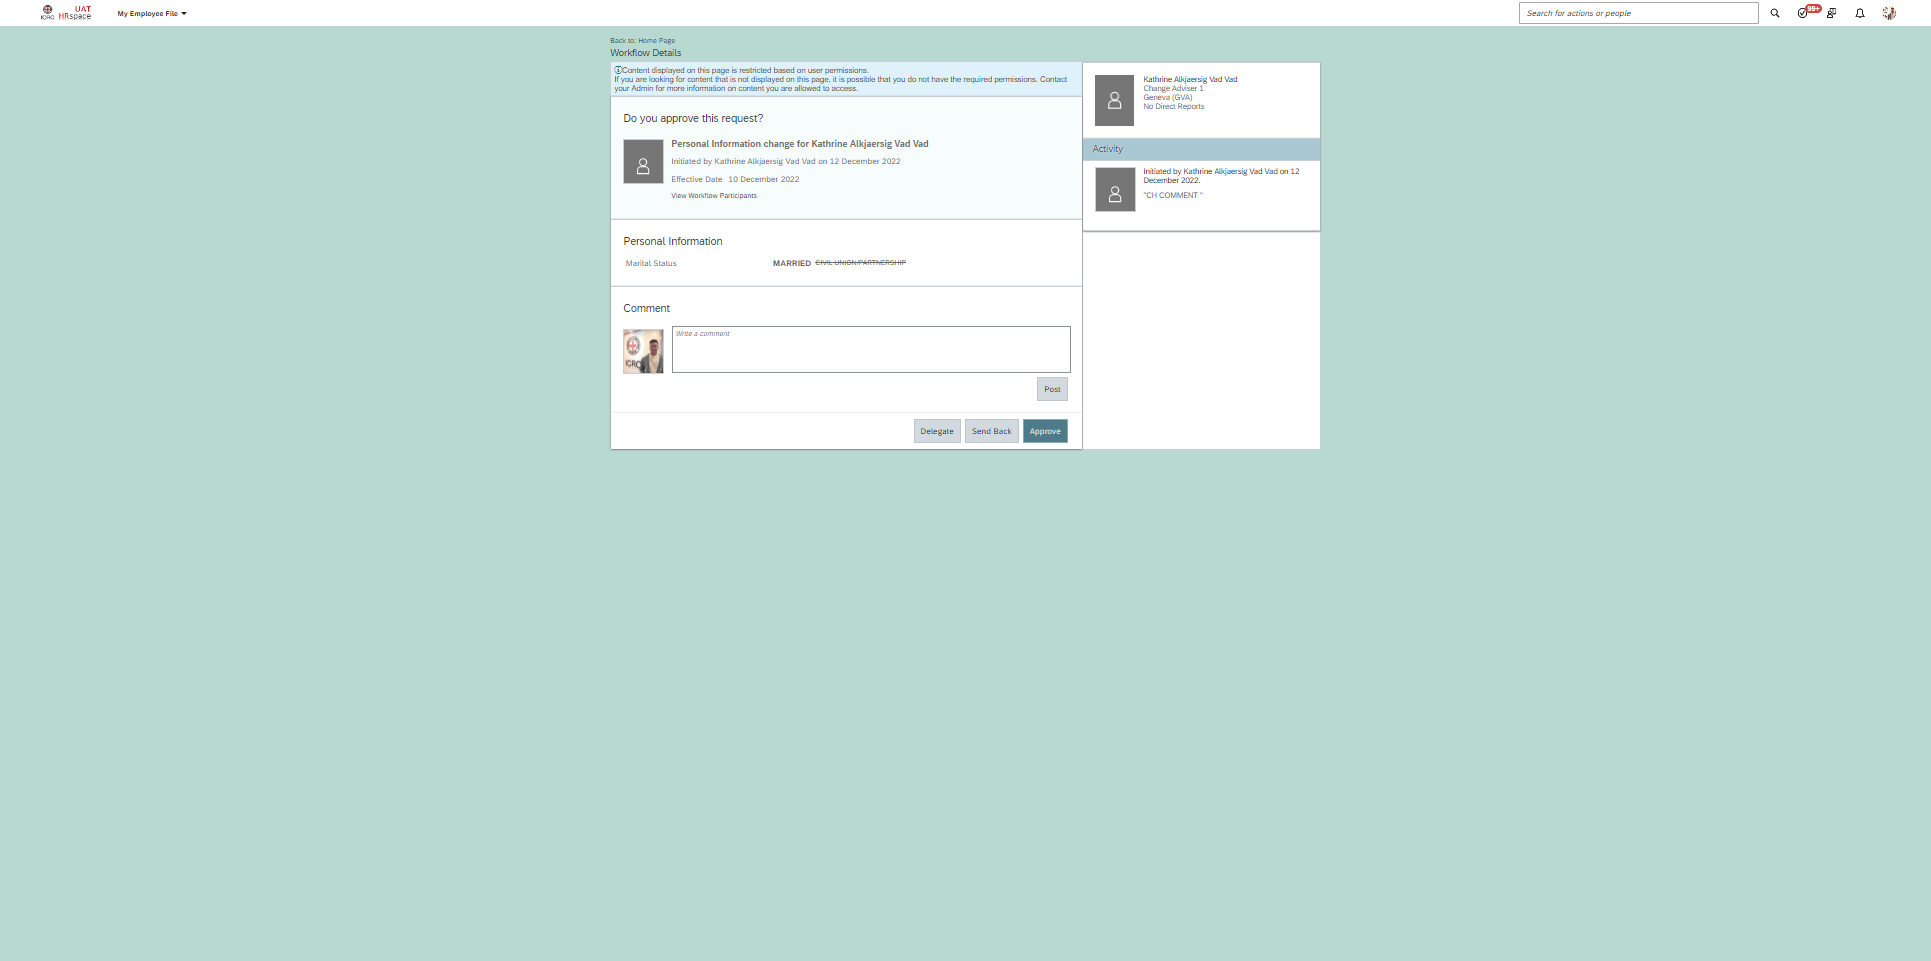 ICRC
UAT
HRspace
My Employee File
Search for actions or people
99+
Back to: Home Page
Workflow Details
Content displayed on this page is restricted based on user permissions.
If you are looking for content that is not displayed on this page, it is possible that you do not have the required permissions. Contact
your Admin for more information on content you are allowed to access.
Do you approve this request?
Personal Information change for Kathrine Alkjaersig Vad Vad
Initiated by Kathrine Alkjaersig Vad Vad on 12 December 2022
Effective Date 10 December 2022
View Workflow Participants
Personal Information
Marital Status MARRIED CIVIL UNION/PARTNERSHIP
Comment
ICRC
Write a comment
Post
Delegate Send Back Approve
Kathrine Alkjaersig Vad Vad
Change Adviser 1
Geneva (GVA)
No Direct Reports
Activity
Initiated by Kathrine Alkjaersig Vad Vad on 12
December 2022.
"CH COMMENT "